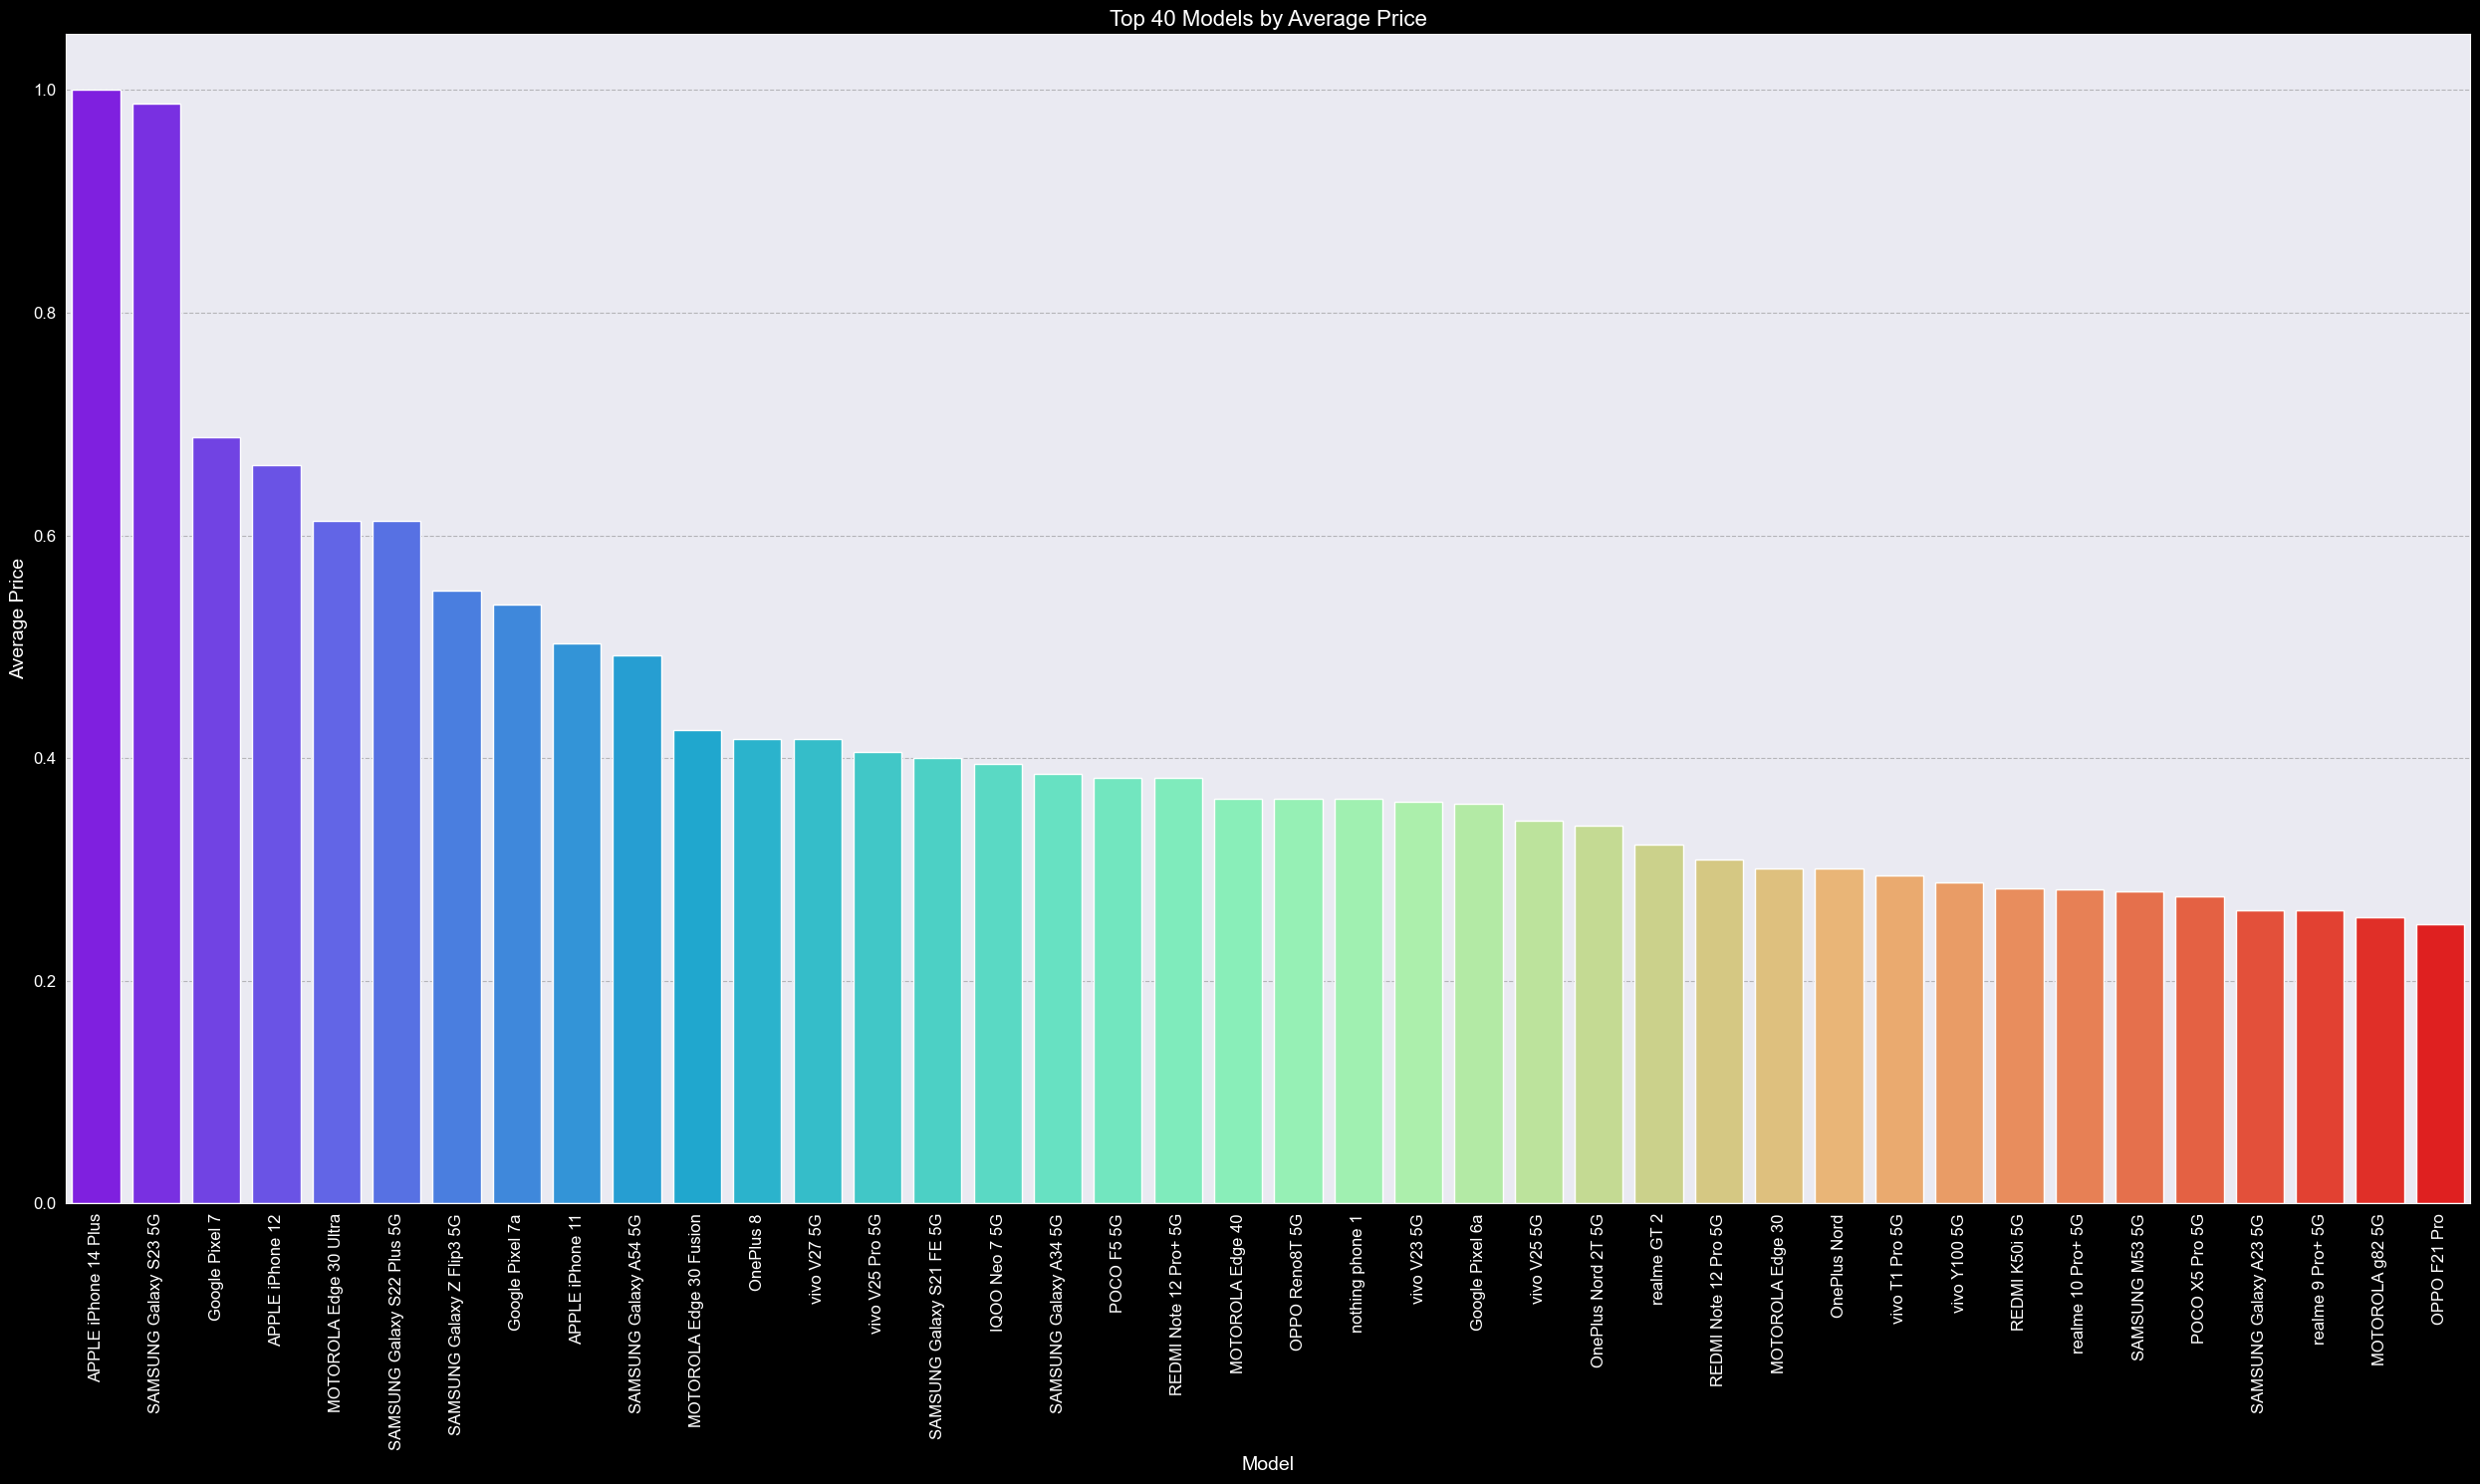 Top 40 Models by Average Price
Average Price
1.0
0.8
0.6
0.4
0.2
0.0
APPLE iPhone 14 Plus
SAMSUNG Galaxy S23 5G
Google Pixel 7
APPLE iPhone 12
MOTOROLA Edge 30 Ultra
SAMSUNG Galaxy S22 Plus 5G
SAMSUNG Galaxy Z Flip3 5G
Google Pixel 7a
APPLE iPhone 11
SAMSUNG Galaxy A54 5G
MOTOROLA Edge 30 Fusion
OnePlus 8
vivo V27 5G
vivo V25 Pro 5G
SAMSUNG Galaxy S21 FE 5G
IQOO Neo 7 5G
SAMSUNG Galaxy A34 5G
POCO F5 5G
REDMI Note 12 Pro+ 5G
MOTOROLA Edge 40
OPPO Reno8T 5G
nothing phone 1
vivo V23 5G
Google Pixel 6a
vivo V25 5G
OnePlus Nord 2T 5G
realme GT 2
REDMI Note 12 Pro 5G
MOTOROLA Edge 30
OnePlus Nord
vivo T1 Pro 5G
vivo Y100 5G
REDMI K50i 5G
realme 10 Pro+ 5G
SAMSUNG M53 5G
POCO X5 Pro 5G
SAMSUNG Galaxy A23 5G
realme 9 Pro+ 5G
MOTOROLA g82 5G
OPPO F21 Pro
Model